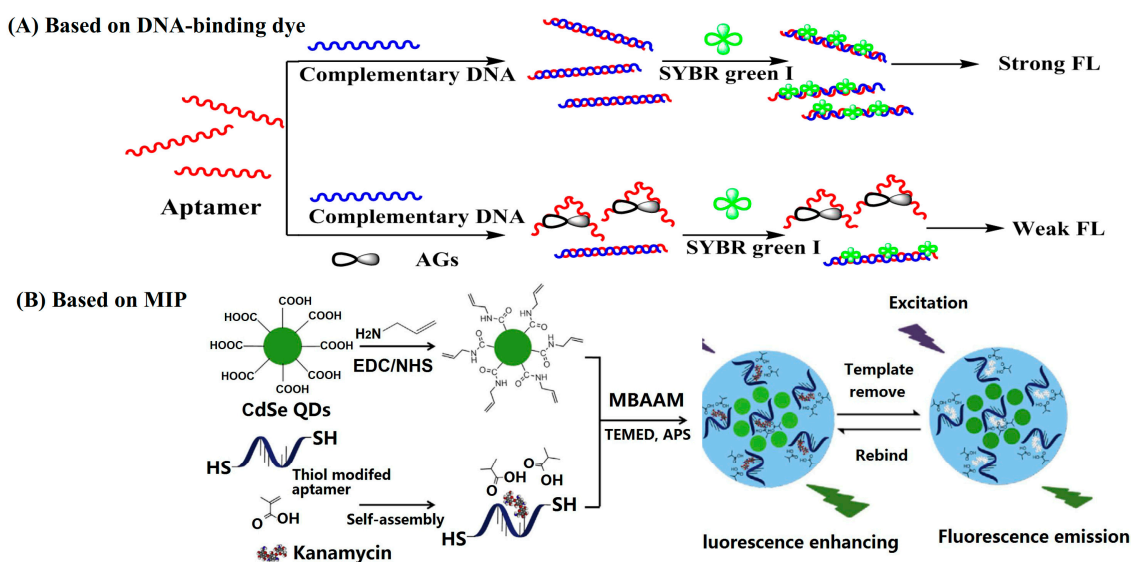 (A) Based on DNA-binding dye
Complementary DNA
SYBR green I
Strong FL
Aptamer
Complementary DNA
AGs
SYBR green I
Weak FL
(B) Based on MIP
COOH
HOOC
COOH
HOOC
COOH
HOOC
COOH
HOOC
COOH
CdSe QDs
H2N
EDC/NHS
HN
C
O
NH
C
O
HN
C
O
C
O
NH
HN
C
O
C
O
NH
HS
SH
Thiol modifed
aptamer
O
OH
Self-assembly
Kanamycin
O
OH
O
OH
HS
SH
MBAAM
TEMED, APS
Excitation
Template
remove
Rebind
luorescence enhancing
Fluorescence emission